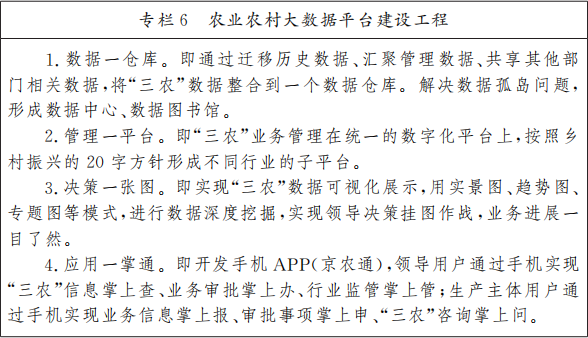 专栏6 农业农村大数据平台建设工程
1. 数据一仓库。即通过迁移历史数据、汇聚管理数据、共享其他部
门相关数据,将“三农”数据整合到一个数据仓库。解决数据孤岛问题,
形成数据中心、数据图书馆。
2. 管理一平台。即“三农”业务管理在统一的数字化平台上,按照乡
村振兴的 20 字方针形成不同行业的子平台。
3. 决策一张图。即实现“三农”数据可视化展示,用实景图、趋势图、
专题图等模式,进行数据深度挖掘,实现领导决策挂图作战,业务进展一
目了然。
4. 应用一掌通。即开发手机 APP(京农通),领导用户通过手机实现
“三农”信息掌上查、业务审批掌上办、行业监管掌上管;生产主体用户通
过手机实现业务信息掌上报、审批事项掌上申、“三农”咨询掌上问。